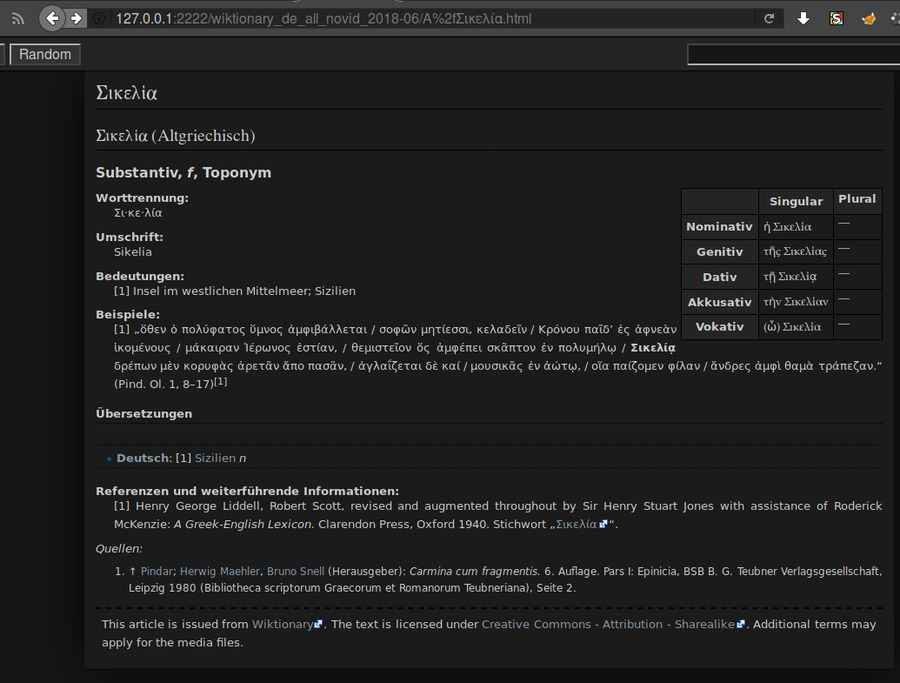 127.0.0.1:2222/wiktionary_de_all_novid_2018-06/A%2fΣικελία.html
Random
Σικελία
Σικελία (Altgriechisch)
Substantiv, f, Toponym
Worttrennung:
Σι·κε·λία
Umschrift:
Sikelia
Bedeutungen:
[1] Insel im westlichen Mittelmeer; Sizilien
Singular Plural
Nominativ ἡ Σικελία —
Genitiv τῆς Σικελίας —
Dativ τῇ Σικελίᾳ —
Akkusativ τὴν Σικελίαν —
Vokativ (ὦ) Σικελία —
Beispiele:
[1] „ὅθεν ὁ πολύφατος ὕμνος ἀμφιβάλλεται / σοφῶν μητίεσσι, κελαδεῖν / Κρόνου παῖδ’ ἐς ἀφνεὰν
ἱκομένους / μάκαιραν Ἱέρωνος ἑστίαν, / θεμιστεῖον ὅς ἀμφέπει σκᾶπτον ἐν πολυμήλῳ / Σικελίᾳ
δρέπων μὲν κορυφὰς ἀρετᾶν ἄπο πασᾶν, / ἀγλαΐζεται δὲ καί / μουσικᾶς ἐν ἀώτῳ, / οἷα παίζομεν φίλαν / ἄνδρες ἀμφὶ θαμὰ τράπεζαν.“
(Pind. Ol. 1, 8–17)[1]
Übersetzungen
Deutsch: [1] Sizilien n
Referenzen und weiterführende Informationen:
[1] Henry George Liddell, Robert Scott, revised and augmented throughout by Sir Henry Stuart Jones with assistance of Roderick
McKenzie: A Greek-English Lexicon. Clarendon Press, Oxford 1940. Stichwort „Σικελία“.
Quellen:
1. ↑ Pindar; Herwig Maehler, Bruno Snell (Herausgeber): Carmina cum fragmentis. 6. Auflage. Pars I: Epinicia, BSB B. G. Teubner Verlagsgesellschaft,
Leipzig 1980 (Bibliotheca scriptorum Graecorum et Romanorum Teubneriana), Seite 2.
This article is issued from Wiktionary. The text is licensed under Creative Commons - Attribution - Sharealike. Additional terms may
apply for the media files.